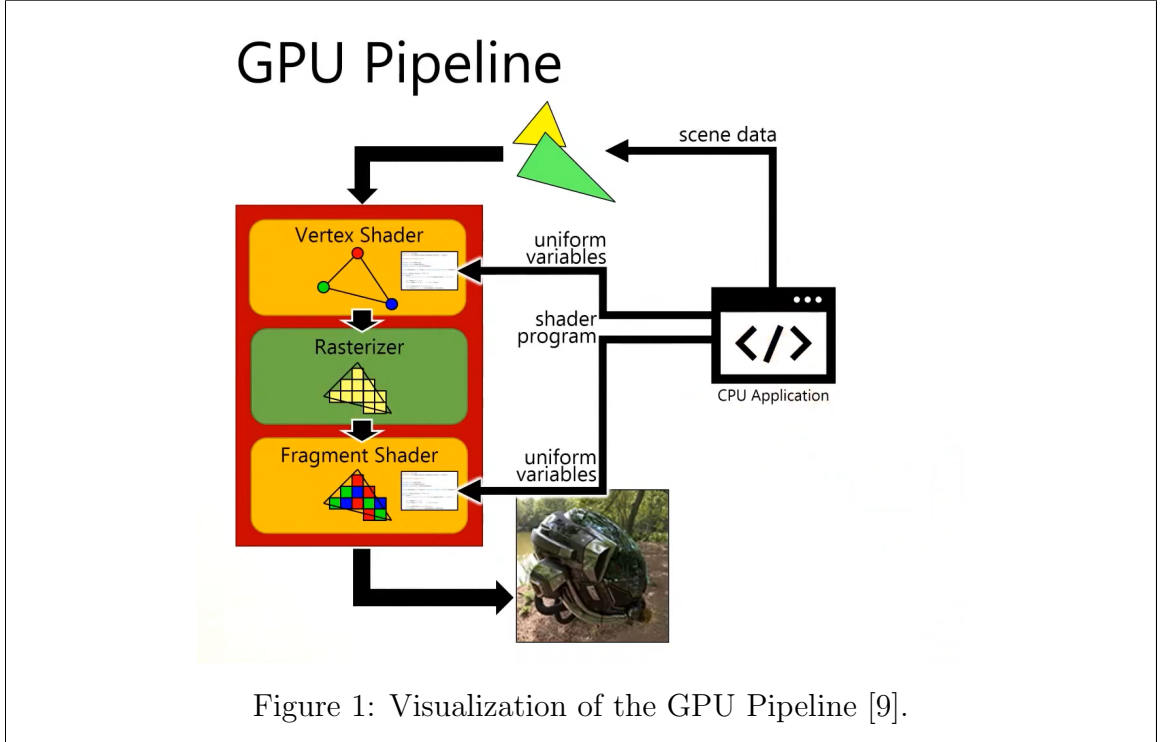 GPU Pipeline
scene data
Vertex Shader
uniform
variables
shader
program
Rasterizer
</>
CPU Application
Fragment Shader
uniform
variables
Figure 1: Visualization of the GPU Pipeline [9].